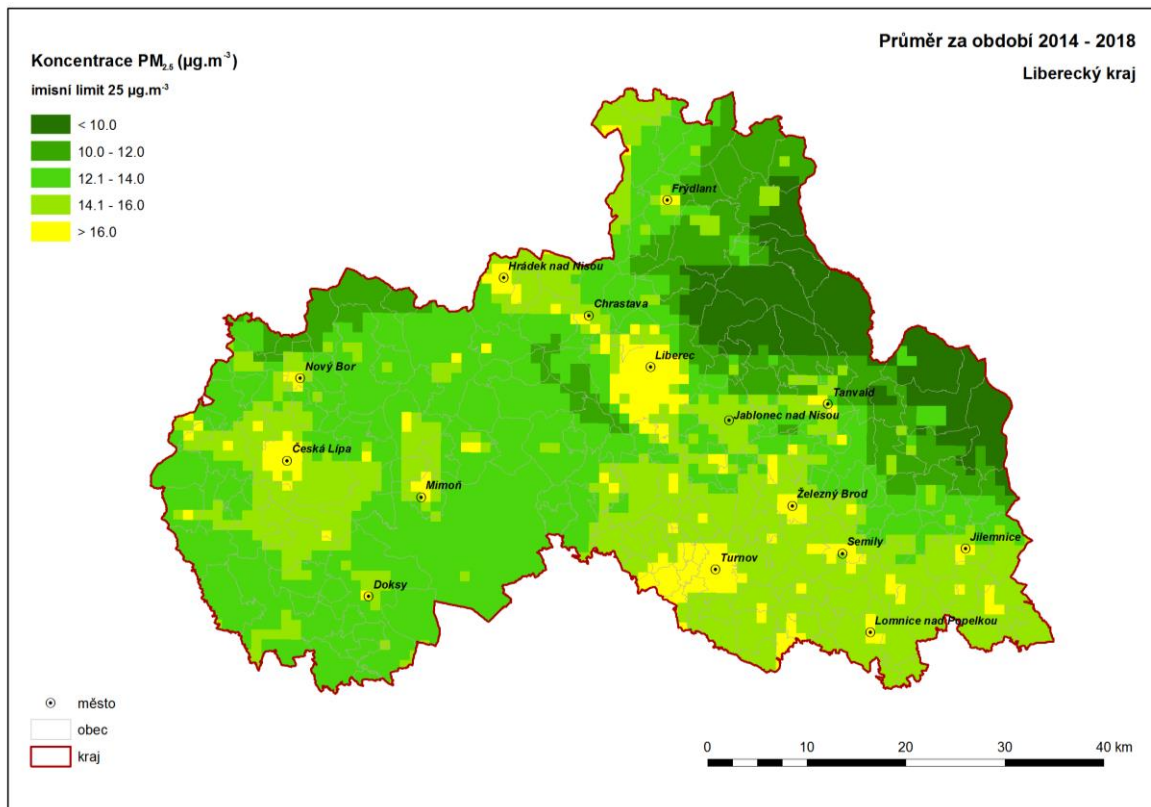 Průměr za období 2014 - 2018
Liberecký kraj
Koncentrace PM2.5 (µg.m-3)
imisní limit 25 µg.m-3
< 10.0
10.0 - 12.0
12.1 - 14.0
14.1 - 16.0
> 16.0
Frýdlant
Hrádek nad Nisou
Chrastava
Liberec
Nový Bor
Tanvald
Jablonec nad Nisou
Česká Lípa
Mimoň
Železný Brod
Semily
Jilemnice
Turnov
Doksy
Lomnice nad Popelkou
město
obec
kraj
0 10 20 30 40 km